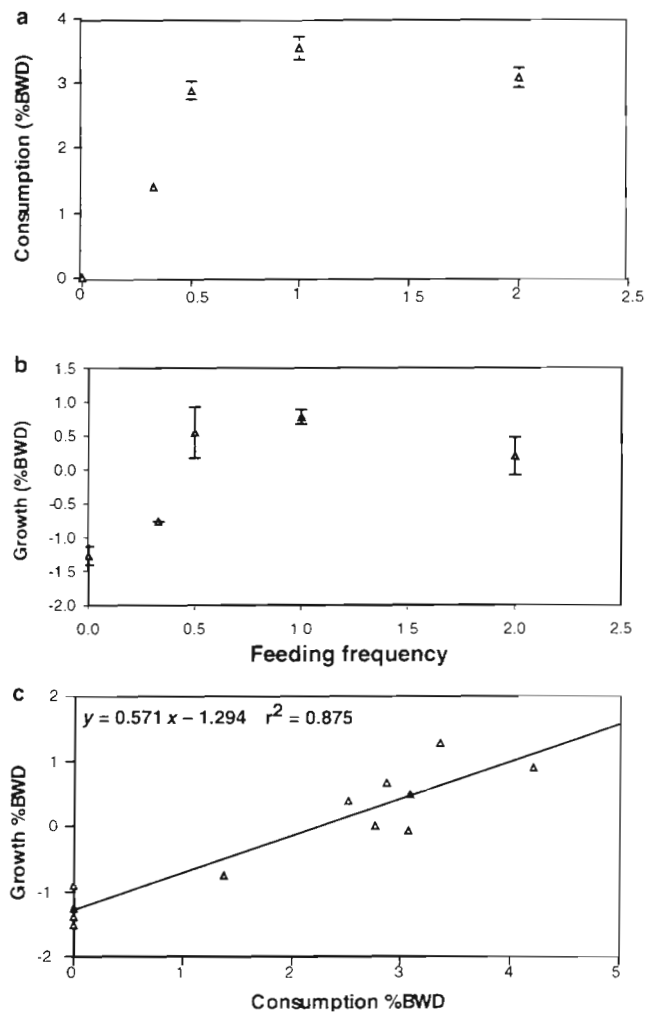 a
4
3
2
1
0
Consumption (%BWD)
0 0.5 1 1 5 2 2.5
b
1.5
1.0
0.5
0.0
-0.5
-1.0
-1 5
-2.0
Growth (%BWD)
0.0 0.5 1 0 1 5 2.0 2.5
Feeding frequency
c
y = 0.571 x – 1.294 r² = 0.875
2
1
0
-1
-2
Growth %BWD
0 1 2 3 4 5
Consumption %BWD